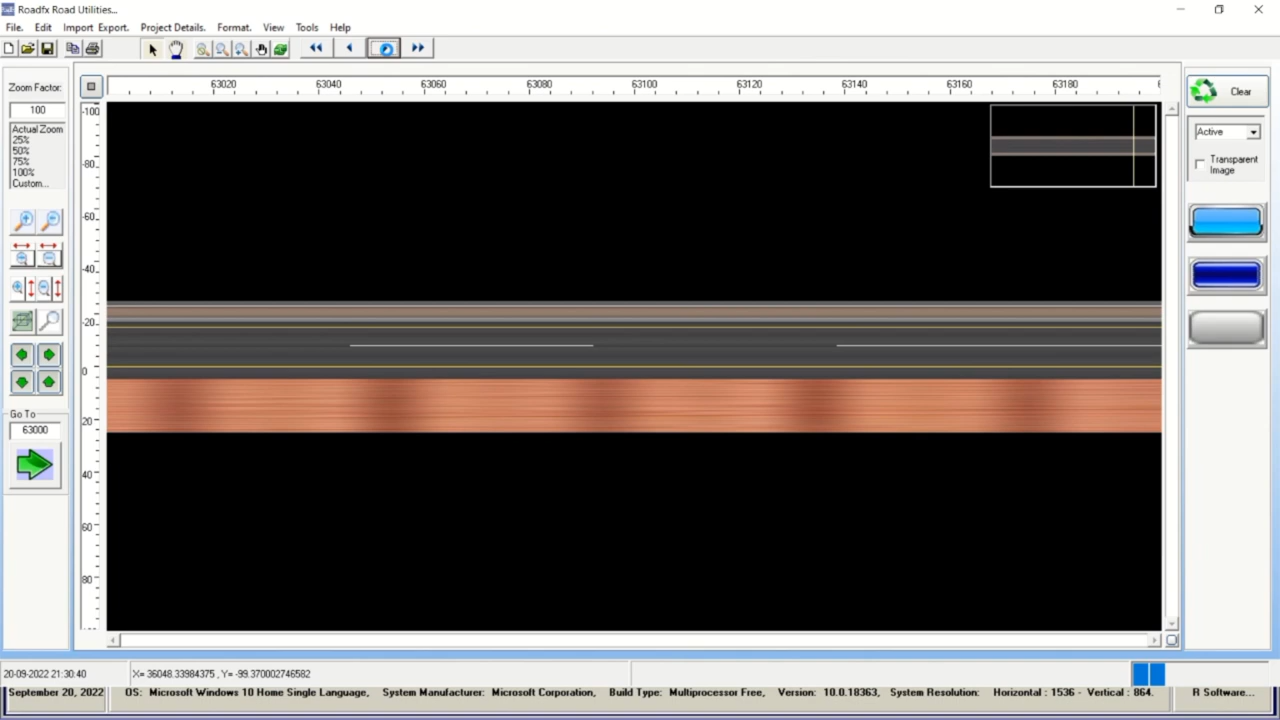 Roadfx Road Utilities...
File. Edit Import Export. Project Details. Format. View Tools Help
Zoom Factor:
100
Actual Zoom
25%
50%
75%
100%
Custom...
Go To
63000
63020 63040 63060 63080 63100 63120 63140 63160 63180
-100
-80
-60
-40
-20
0
20
40
60
80
Clear
Active
Transparent
Image
20-09-2022 21:30:40 X= 36048.33984375 , Y= -99.370002746582
September 20, 2022 OS: Microsoft Windows 10 Home Single Language, System Manufacturer: Microsoft Corporation, Build Type: Multiprocessor Free, Version: 10.0.18363, System Resolution: Horizontal : 1536 - Vertical : 864. R Software...